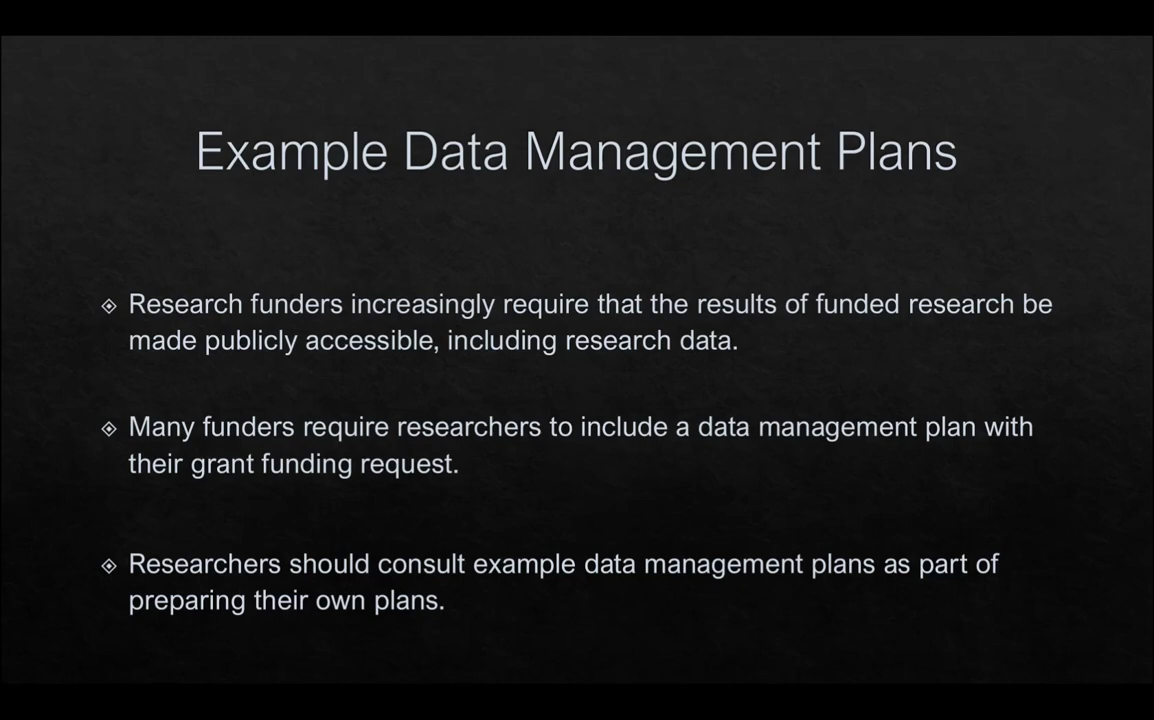 Example Data Management Plans
Research funders increasingly require that the results of funded research be
made publicly accessible, including research data.
Many funders require researchers to include a data management plan with
their grant funding request.
Researchers should consult example data management plans as part of
preparing their own plans.